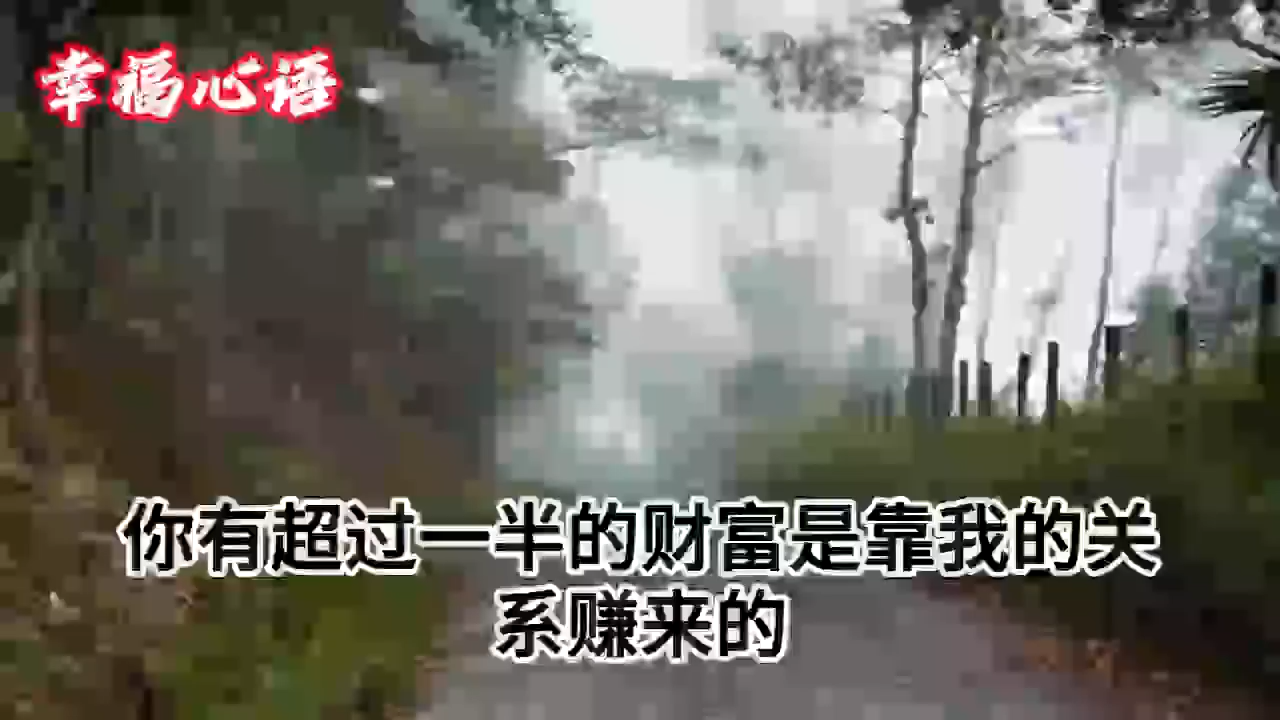 幸福心语
你有超过一半的财富是靠我的关
系赚来的